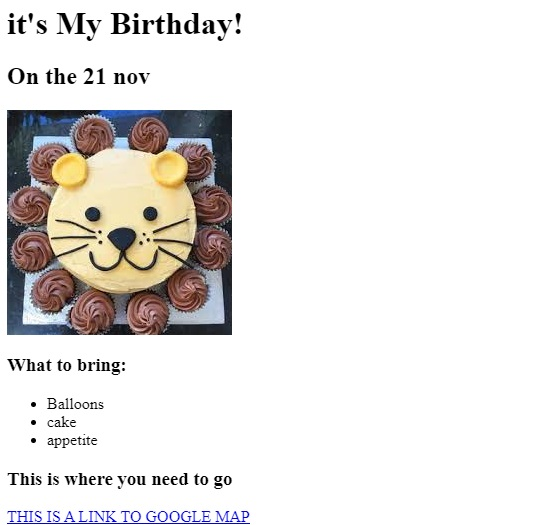 it's My Birthday!
On the 21 nov
What to bring:
Balloons
cake
appetite
This is where you need to go
THIS IS A LINK TO GOOGLE MAP